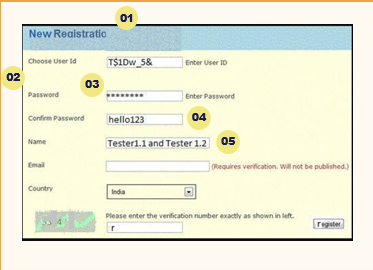 01
New Registratic
02
Choose User Id T$1Dw_5& Enter User ID
03
Password ******** Enter Password
04
Confirm Password hello123
05
Name Tester1.1 and Tester 1.2
Email (Requires verification. Will not be published.)
Country India
Please enter the verification number exactly as shown in left.
r register